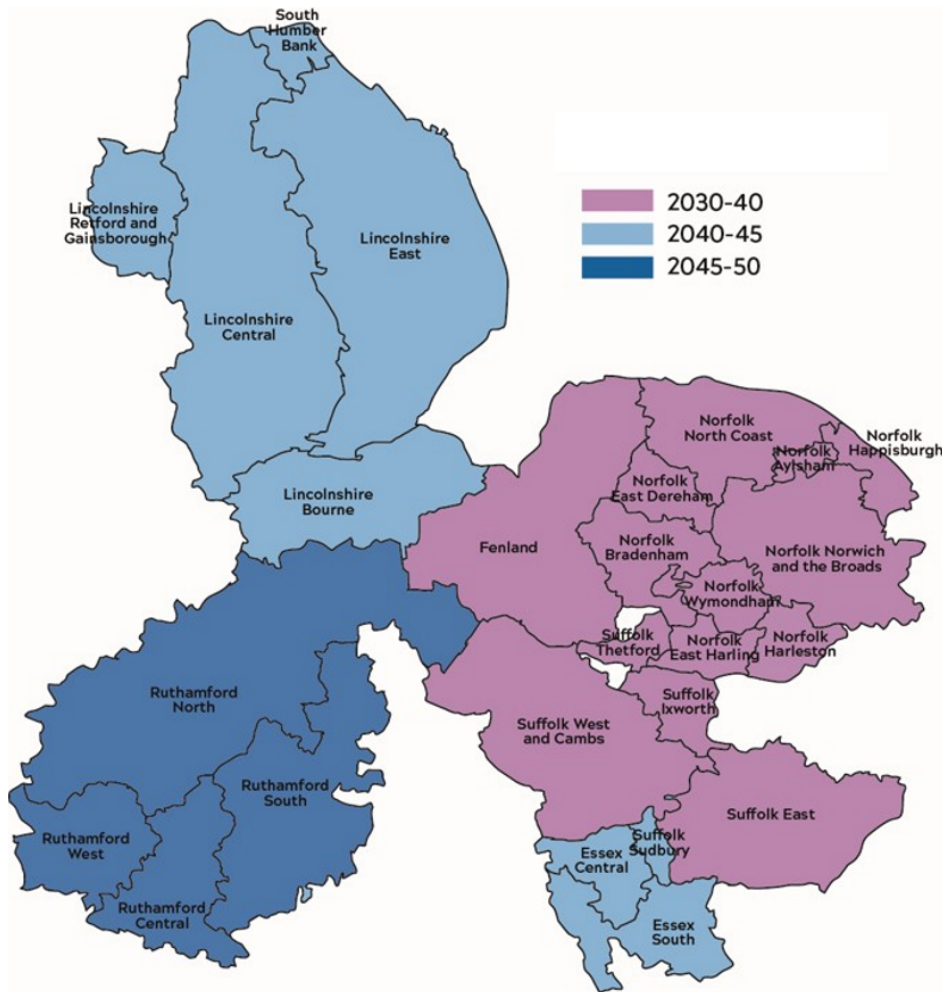 South
Humber
Bank
2030-40
2040-45
2045-50
Lincolnshire
Retford and
Gainsborough
Lincolnshire
East
Lincolnshire
Central
Lincolnshire
Bourne
Norfolk
North Coast
Norfolk
Happisburgh
Norfolk
Aylsham
Norfolk
East Dereham
Fenland
Norfolk
Bradenham
Norfolk Norwich
and the Broads
Norfolk
Wymondham
Suffolk
Thetford
Norfolk
East Harling
Norfolk
Harleston
Ruthamford
North
Suffolk
Ixworth
Suffolk West
and Cambs
Ruthamford
South
Suffolk East
Ruthamford
West
Suffolk
Sudbury
Essex
Central
Ruthamford
Central
Essex
South